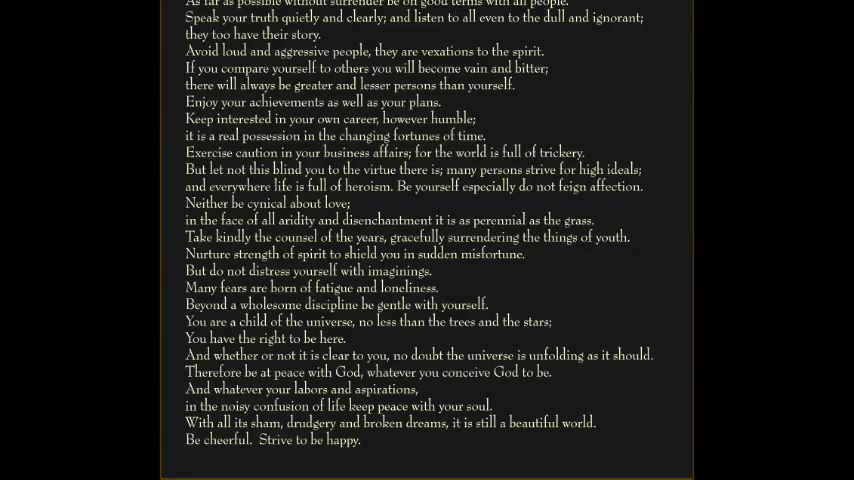 As far as possible without surrender be on good terms with all people.
Speak your truth quietly and clearly; and listen to all even to the dull and ignorant;
they too have their story.
Avoid loud and aggressive people, they are vexations to the spirit.
If you compare yourself to others you will become vain and bitter;
there will always be greater and lesser persons than yourself.
Enjoy your achievements as well as your plans.
Keep interested in your own career, however humble;
it is a real possession in the changing fortunes of time.
Exercise caution in your business affairs; for the world is full of trickery.
But let not this blind you to the virtue there is; many persons strive for high ideals;
and everywhere life is full of heroism. Be yourself especially do not feign affection.
Neither be cynical about love;
in the face of all aridity and disenchantment it is as perennial as the grass.
Take kindly the counsel of the years, gracefully surrendering the things of youth.
Nurture strength of spirit to shield you in sudden misfortune.
But do not distress yourself with imaginings.
Many fears are born of fatigue and loneliness.
Beyond a wholesome discipline be gentle with yourself.
You are a child of the universe, no less than the trees and the stars;
You have the right to be here.
And whether or not it is clear to you, no doubt the universe is unfolding as it should.
Therefore be at peace with God, whatever you conceive God to be.
And whatever your labors and aspirations,
in the noisy confusion of life keep peace with your soul.
With all its sham, drudgery and broken dreams, it is still a beautiful world.
Be cheerful. Strive to be happy.